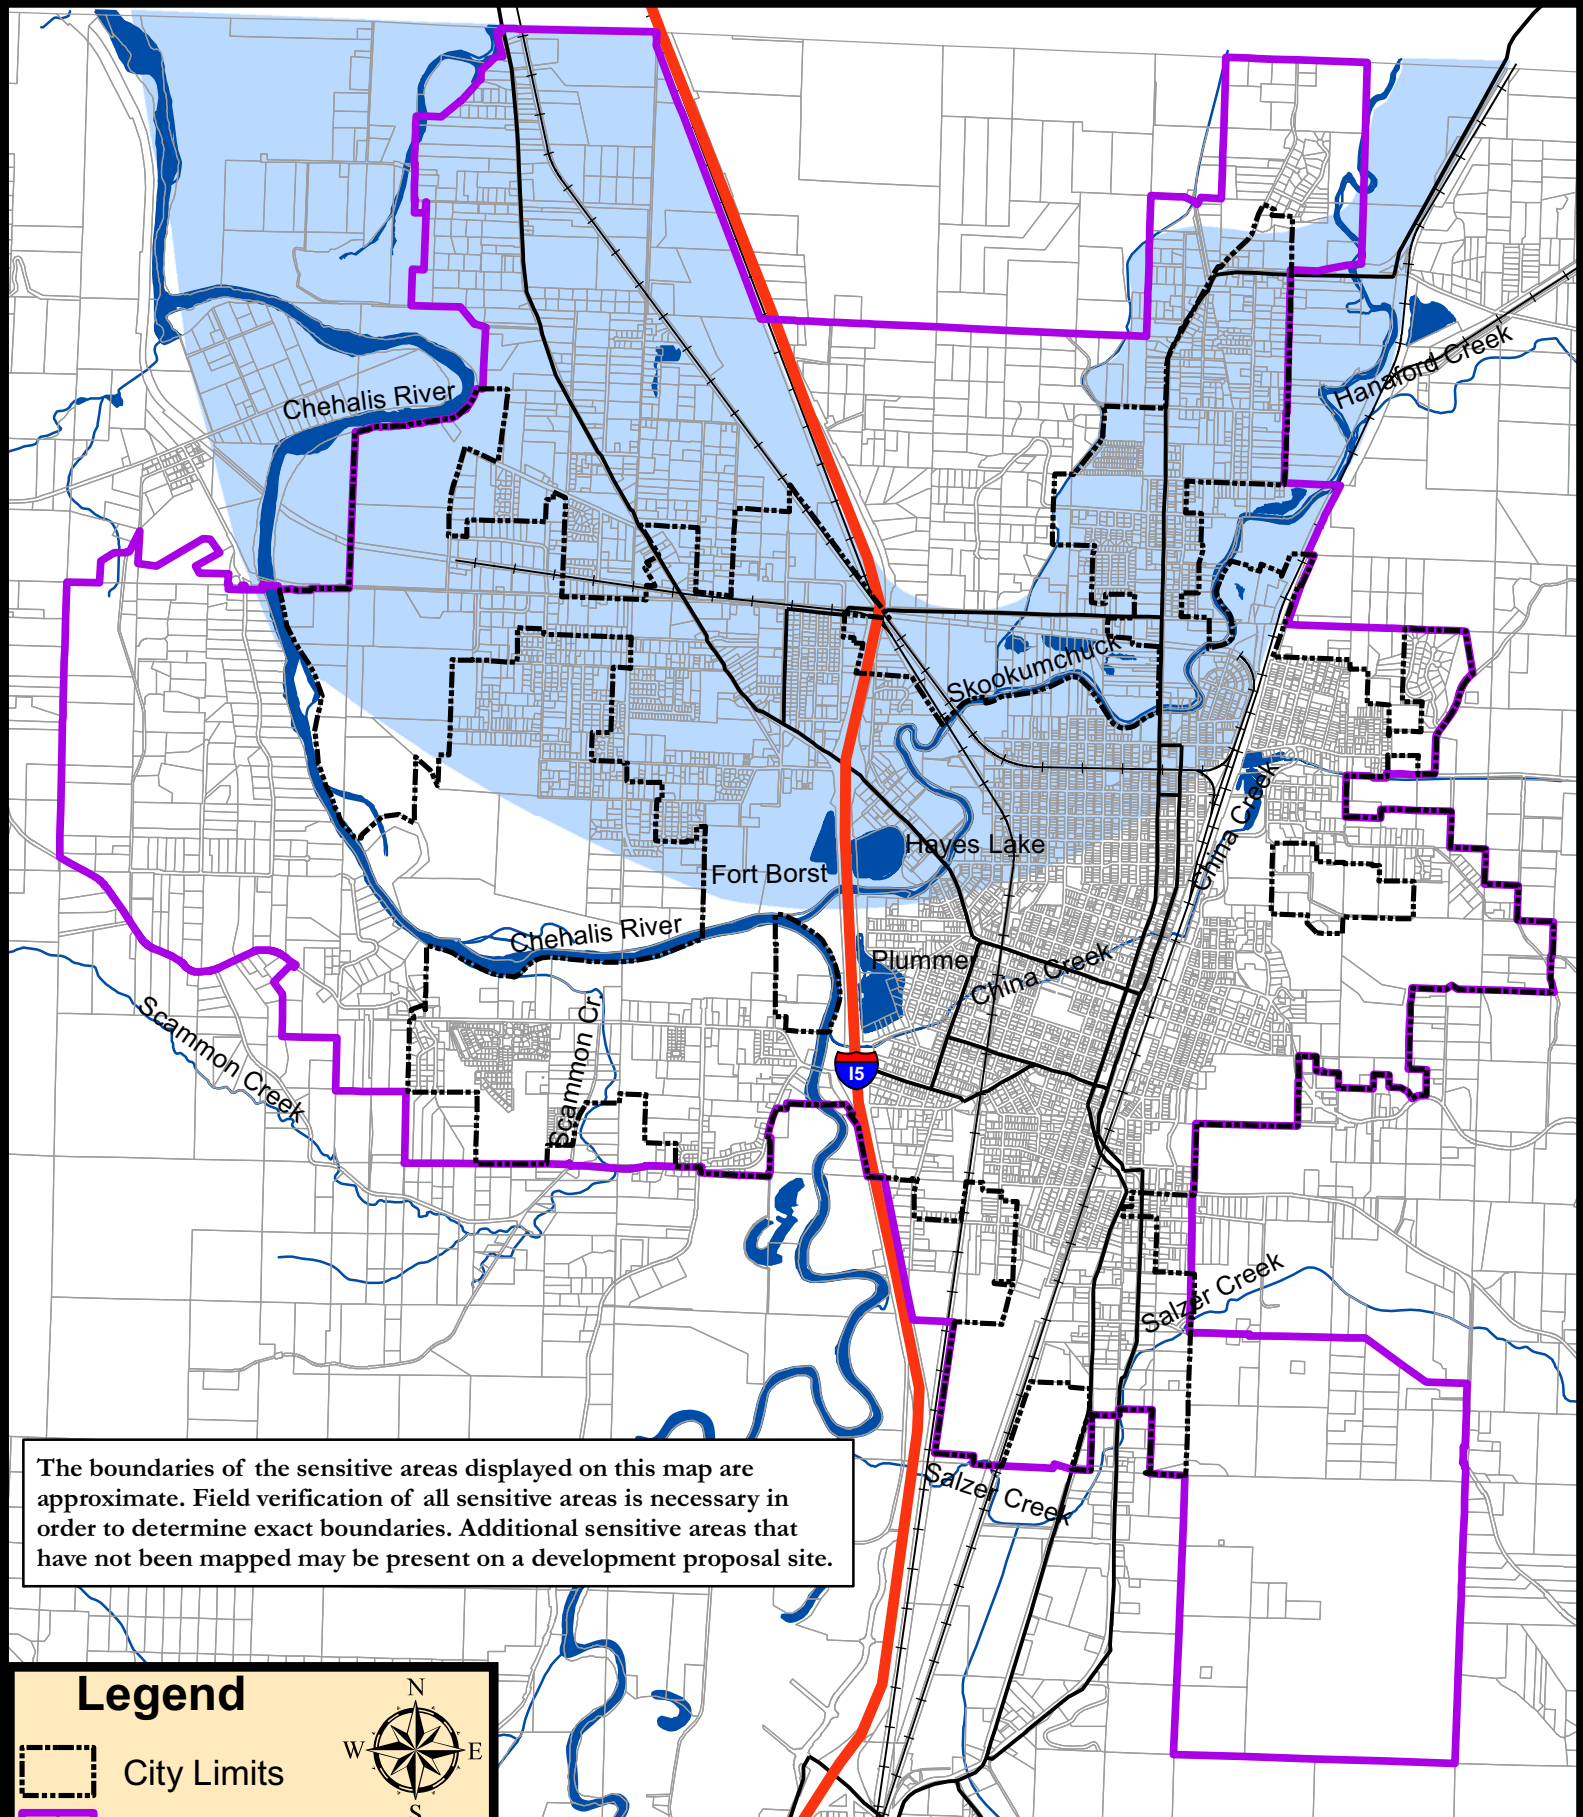 Hanaford Creek
Chehalis River
Skookumchuck
China Creek
Hayes Lake
Fort Borst
Chehalis River
Plummer
China Creek
Scammon Creek
Scammon Cr.
I5
Salzer Creek
Salzer Creek
The boundaries of the sensitive areas displayed on this map are
approximate. Field verification of all sensitive areas is necessary in
order to determine exact boundaries. Additional sensitive areas that
have not been mapped may be present on a development proposal site.
Legend
N
W E
S
City Limits